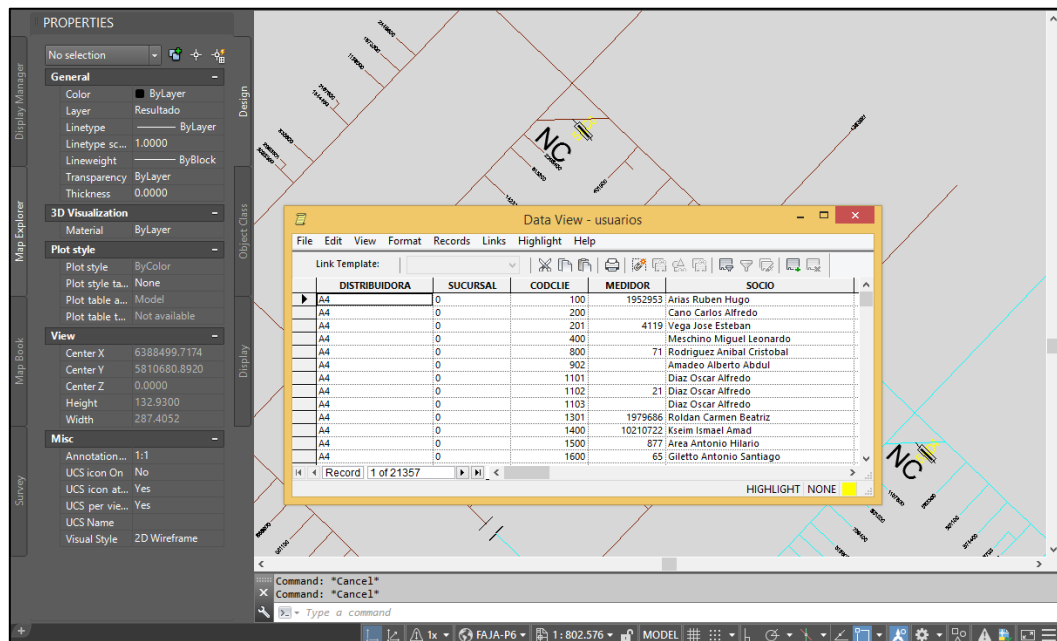 PROPERTIES
No selection
General
Color ByLayer
Layer Resultado
Linetype ByLayer
Linetype sc... 1.0000
Lineweight ByBlock
Transparency ByLayer
Thickness 0.0000
3D Visualization
Material ByLayer
Plot style
Plot style ByColor
Plot style ta... None
Plot table a... Model
Plot table t... Not available
View
Center X 6388499.7174
Center Y 5810680.8920
Center Z 0.0000
Height 132.9300
Width 287.4052
Misc
Annotation... 1:1
UCS icon On No
UCS icon at... Yes
UCS per vie... Yes
UCS Name
Visual Style 2D Wireframe
Display Manager
Map Explorer
Map Book
Survey
Design
Object Class
Display
NC
NC
Data View - usuarios
File Edit View Format Records Links Highlight Help
Link Template:
DISTRIBUIDORA SUCURSAL CODCLIE MEDIDOR SOCIO
A4 0 100 1952953 Arias Ruben Hugo
A4 0 200 Cano Carlos Alfredo
A4 0 201 4119 Vega Jose Esteban
A4 0 400 Meschino Miguel Leonardo
A4 0 800 71 Rodriguez Anibal Cristobal
A4 0 902 Amadeo Alberto Abdul
A4 0 1101 Diaz Oscar Alfredo
A4 0 1102 21 Diaz Oscar Alfredo
A4 0 1103 Diaz Oscar Alfredo
A4 0 1301 1979686 Roldan Carmen Beatriz
A4 0 1400 10210722 Kseim Ismael Amad
A4 0 1500 877 Area Antonio Hilario
A4 0 1600 65 Giletto Antonio Santiago
Record 1 of 21357
HIGHLIGHT NONE
Command: *Cancel*
Command: *Cancel*
Type a command
1x FAJA-P6 1:802.576 MODEL